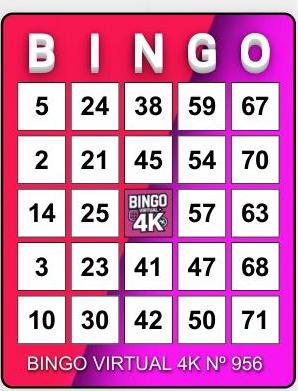 B I N G O
5 24 38 59 67
2 21 45 54 70
14 25 BINGO VIRTUAL 4K 57 63
3 23 41 47 68
10 30 42 50 71
BINGO VIRTUAL 4K Nº 956